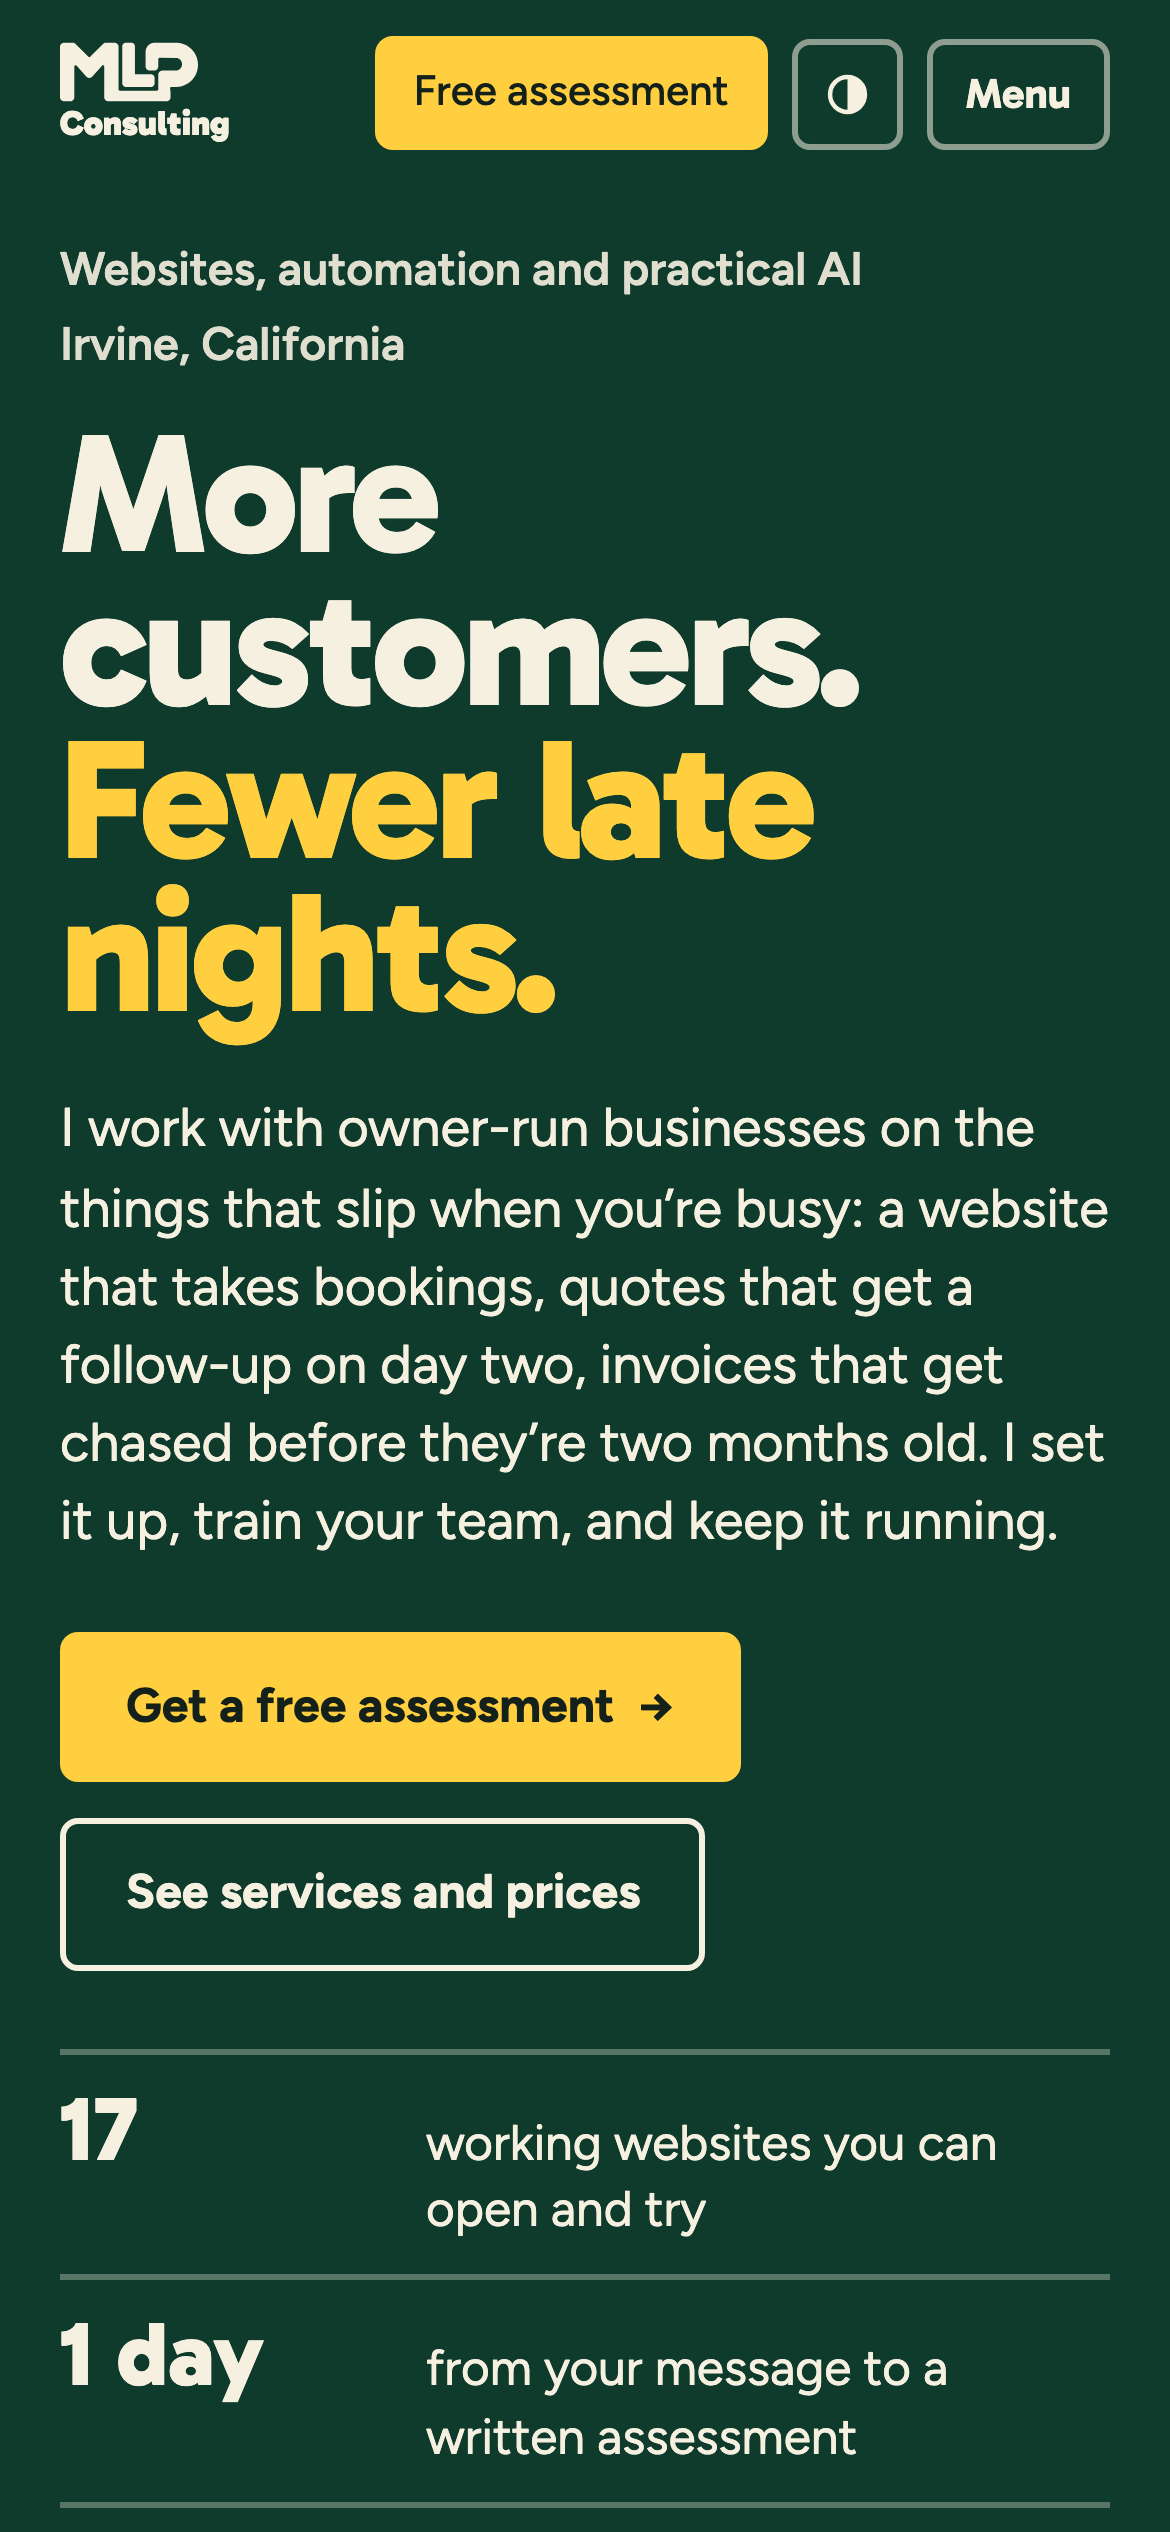 MLP
Consulting
Free assessment
Menu
Websites, automation and practical AI
Irvine, California
More
customers.
Fewer late
nights.
I work with owner-run businesses on the
things that slip when you’re busy: a website
that takes bookings, quotes that get a
follow-up on day two, invoices that get
chased before they’re two months old. I set
it up, train your team, and keep it running.
Get a free assessment →
See services and prices
17
working websites you can
open and try
1 day
from your message to a
written assessment